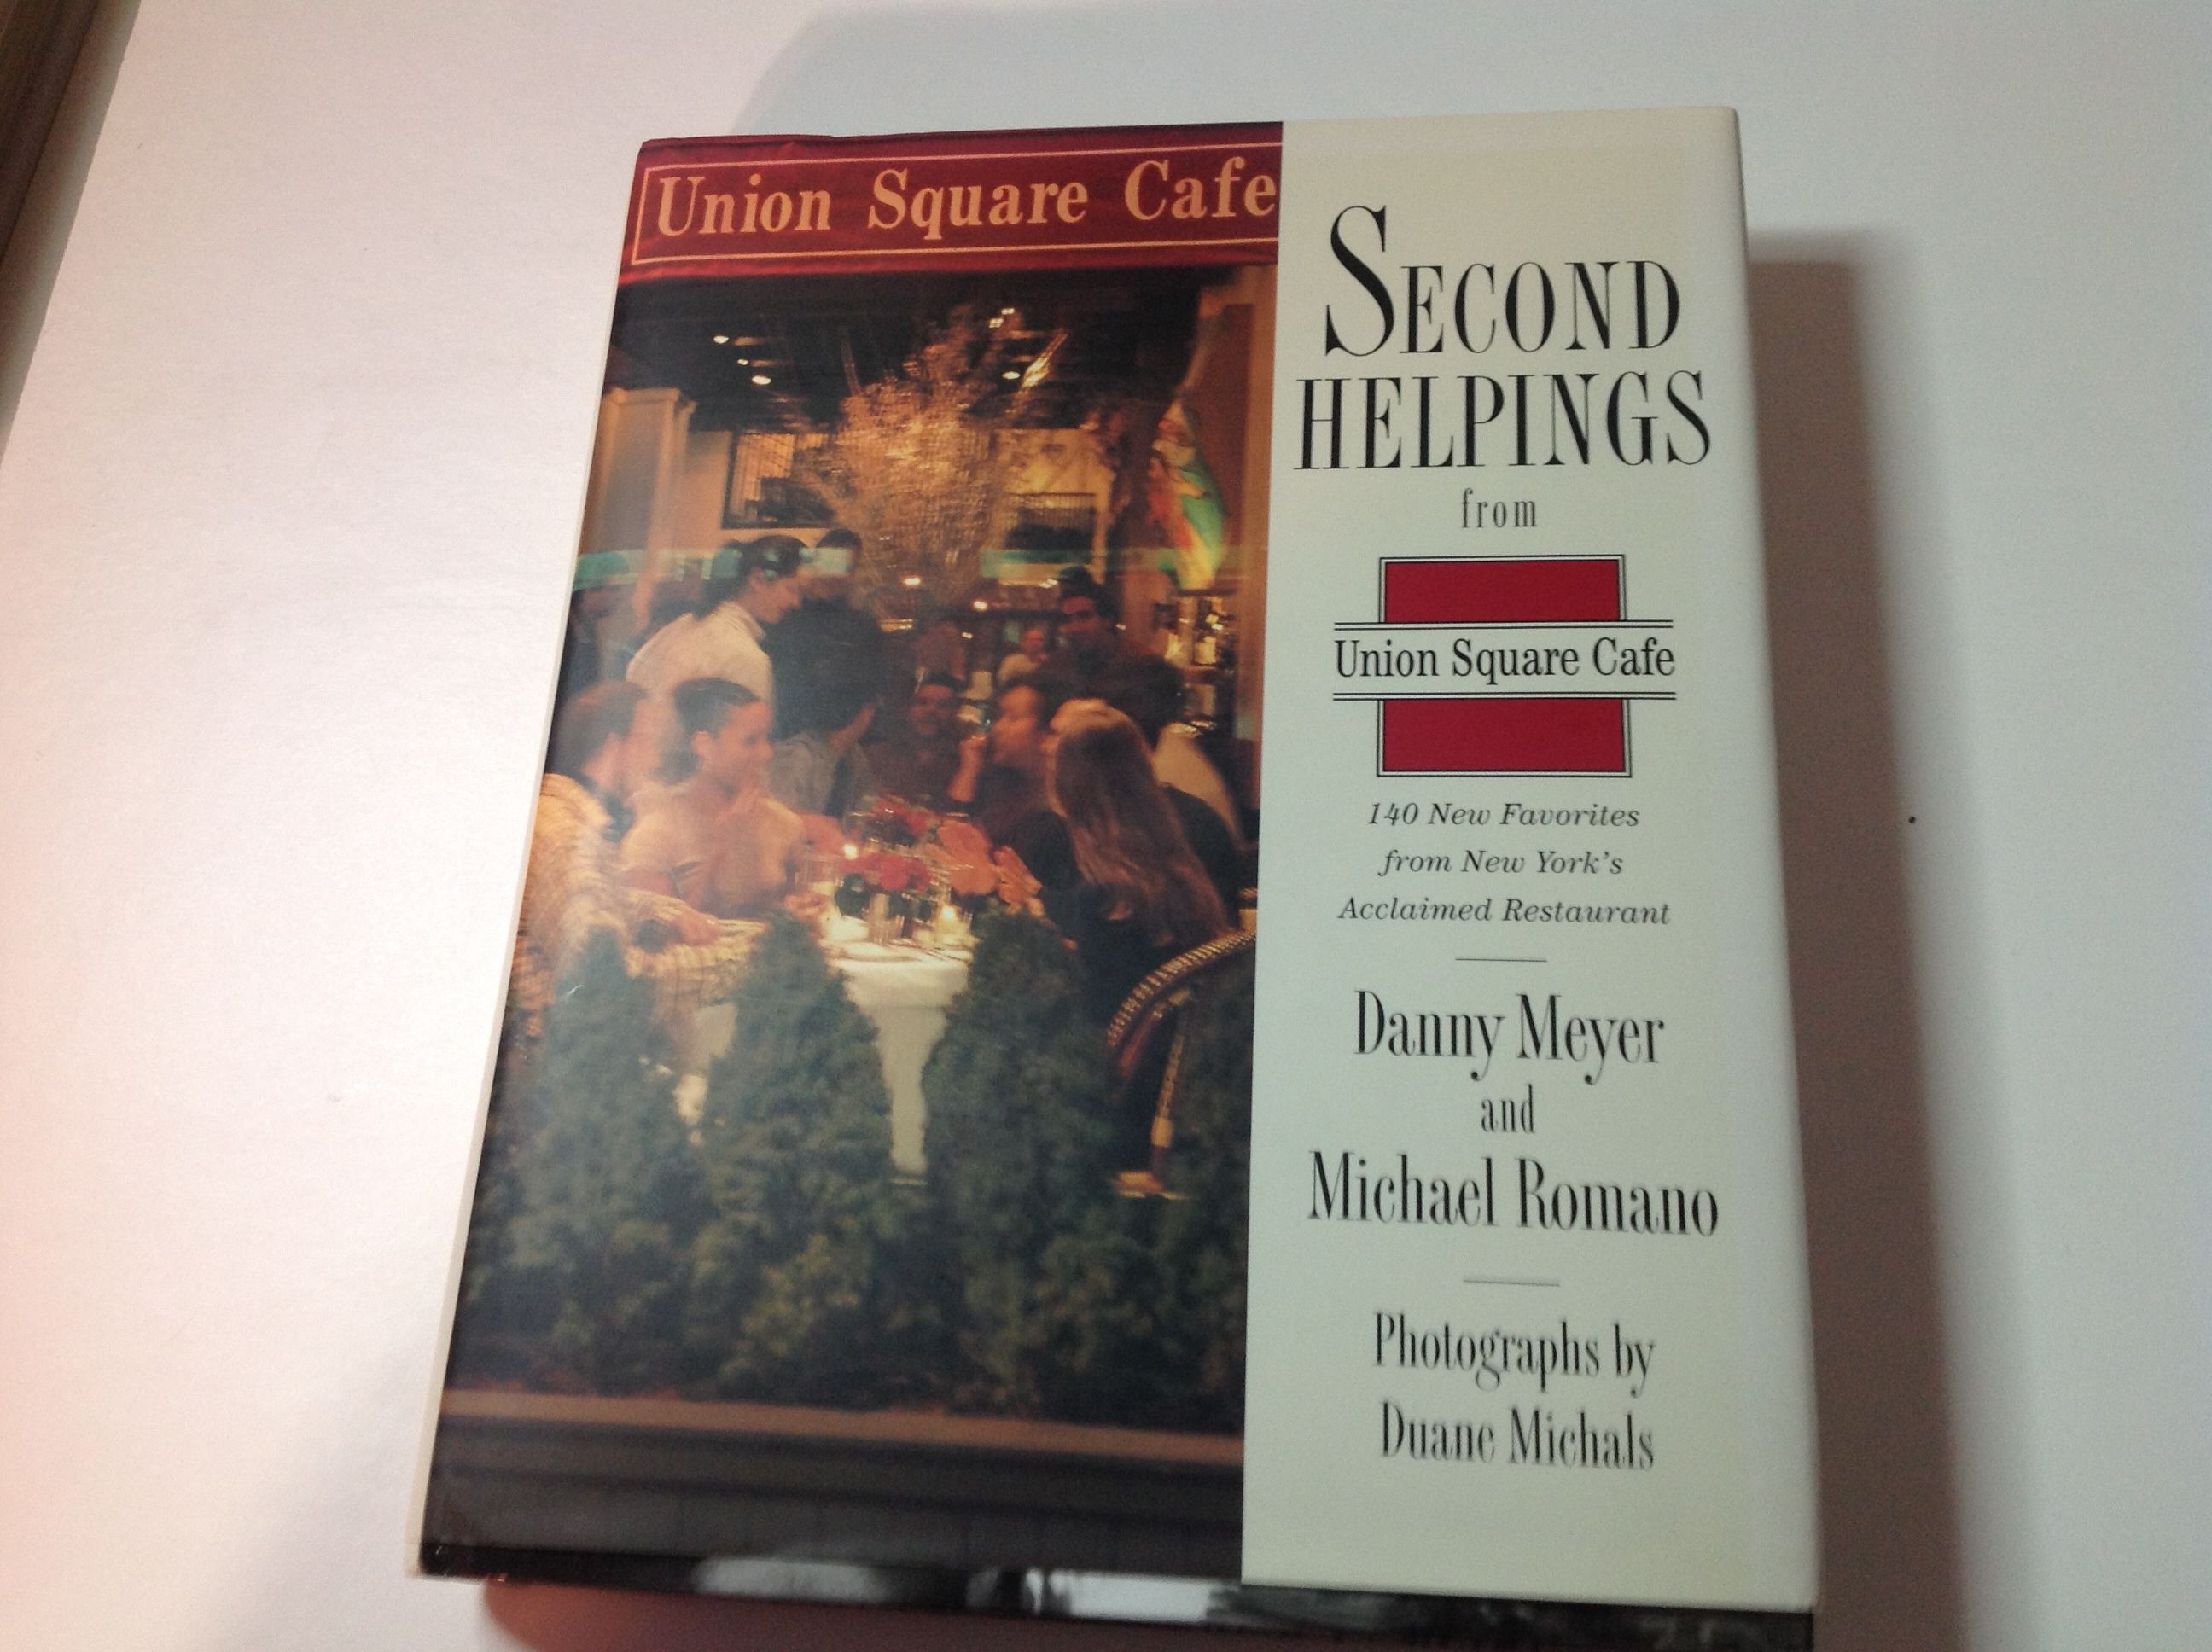 Union Square Cafe
SECOND
HELPINGS
from
Union Square Cafe
140 New Favorites
from New York's
Acclaimed Restaurant
Danny Meyer
and
Michael Romano
Photographs by
Duane Michals